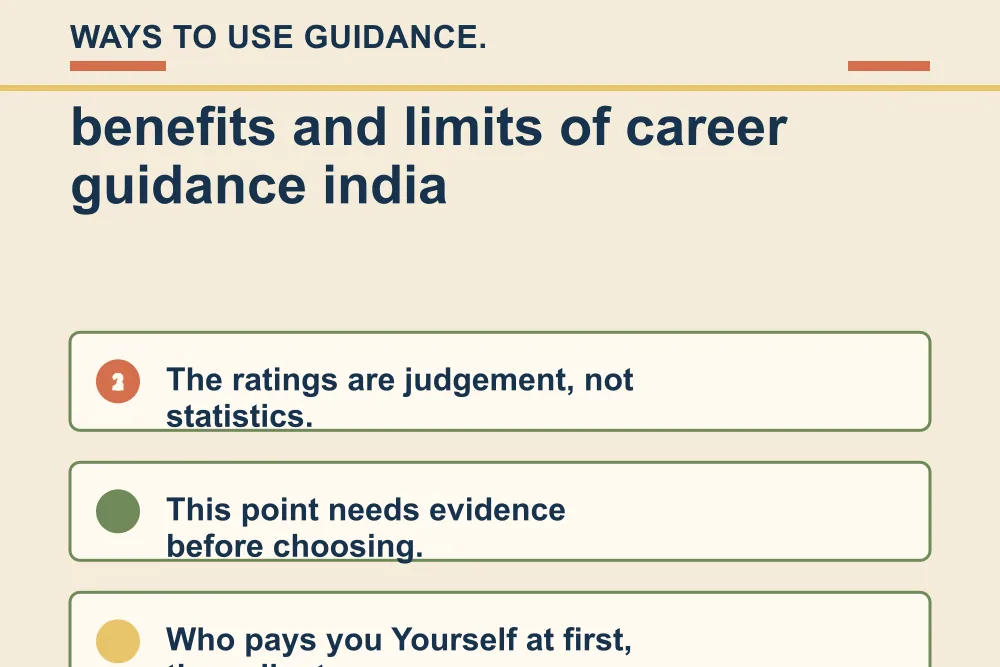 WAYS TO USE GUIDANCE.
benefits and limits of career
guidance india
The ratings are judgement, not
statistics.
This point needs evidence
before choosing.
Who pays you Yourself at first,